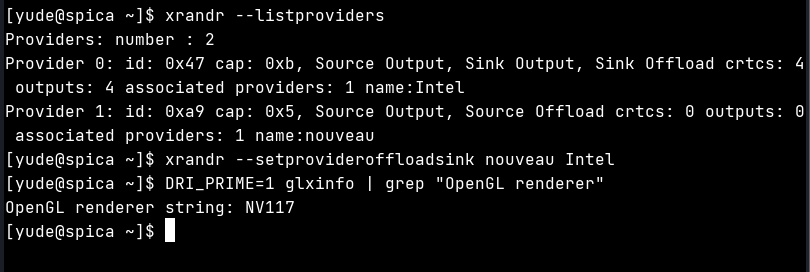 [yude@spica ~]$ xrandr --listproviders
Providers: number : 2
Provider 0: id: 0x47 cap: 0xb, Source Output, Sink Output, Sink Offload crtcs: 4
 outputs: 4 associated providers: 1 name:Intel
Provider 1: id: 0xa9 cap: 0x5, Source Output, Source Offload crtcs: 0 outputs: 0
 associated providers: 1 name:nouveau
[yude@spica ~]$ xrandr --setprovideroffloadsink nouveau Intel
[yude@spica ~]$ DRI_PRIME=1 glxinfo | grep "OpenGL renderer"
OpenGL renderer string: NV117
[yude@spica ~]$